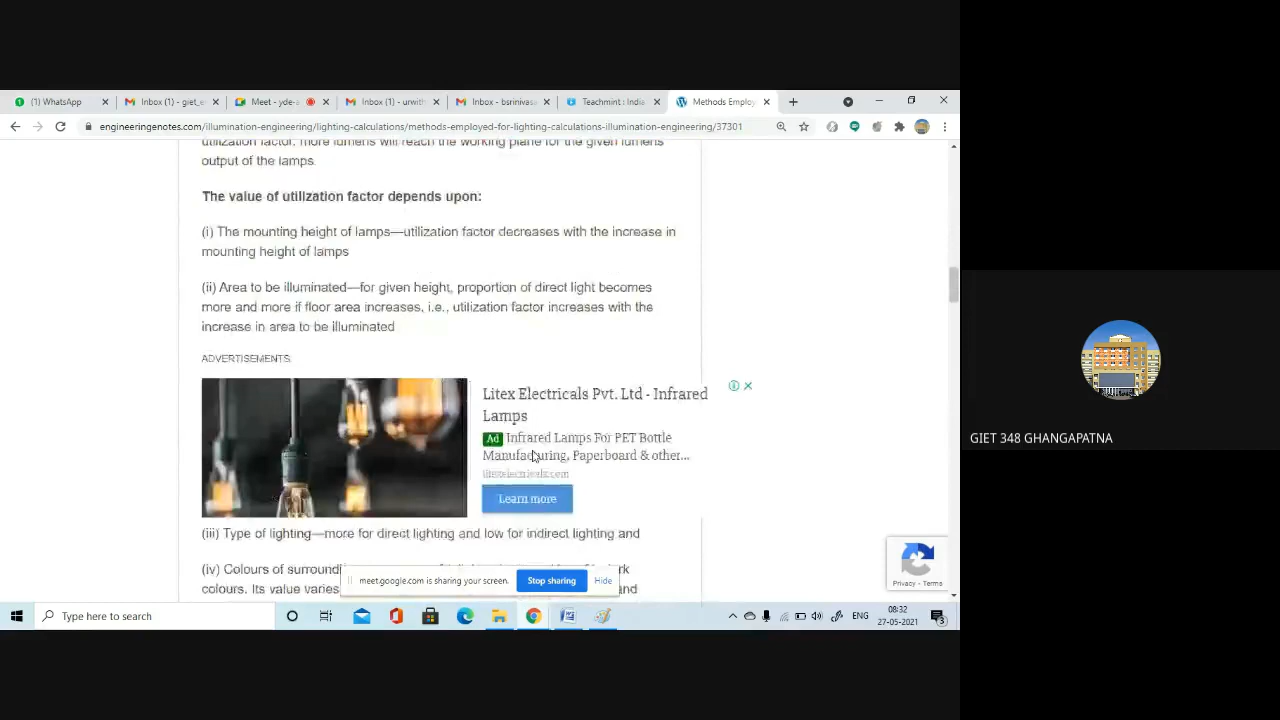 (1) WhatsApp
Inbox (1) - giet_e
Meet - yde-a
Inbox (1) - urwith
Inbox - bsrinivasa
Teachmint : India
Methods Employ
engineeringnotes.com/illumination-engineering/lighting-calculations/methods-employed-for-lighting-calculations-illumination-engineering/37301
utilization factor, more lumens will reach the working plane for the given lumens
output of the lamps.
The value of utilization factor depends upon:
(i) The mounting height of lamps—utilization factor decreases with the increase in
mounting height of lamps
(ii) Area to be illuminated—for given height, proportion of direct light becomes
more and more if floor area increases, i.e., utilization factor increases with the
increase in area to be illuminated
ADVERTISEMENTS:
Litex Electricals Pvt. Ltd - Infrared
Lamps
Ad Infrared Lamps For PET Bottle
Manufacturing, Paperboard & other...
litexelectricals.com
Learn more
(iii) Type of lighting—more for direct lighting and low for indirect lighting and
(iv) Colours of surroundi
colours. Its value varies
rk
and
meet.google.com is sharing your screen.
Stop sharing
Hide
Privacy - Terms
GIET 348 GHANGAPATNA
Type here to search
ENG
08:32
27-05-2021
3